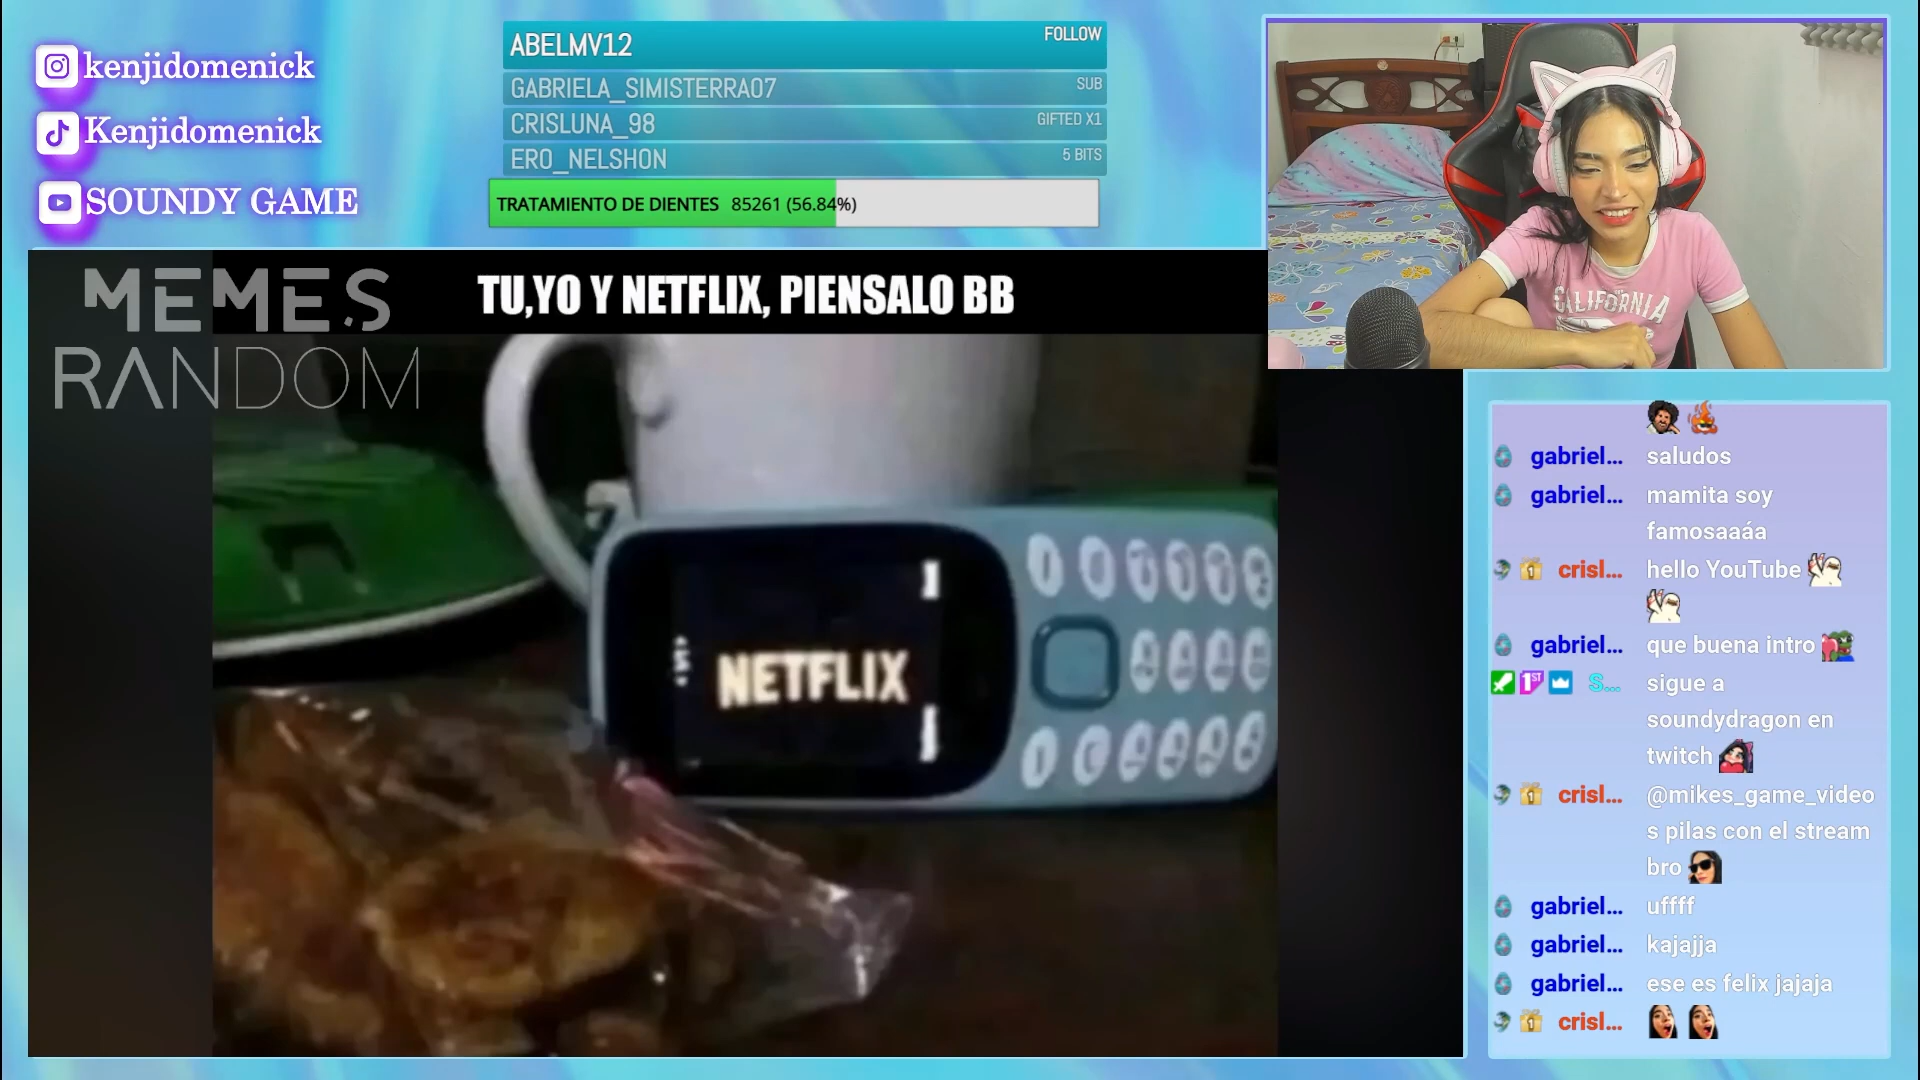 kenjidomenick
Kenjidomenick
SOUNDY GAME
ABELMV12 FOLLOW
GABRIELA_SIMISTERRA07 SUB
CRISLUNA_98 GIFTED X1
ERO_NELSHON 5 BITS
TRATAMIENTO DE DIENTES 85261 (56.84%)
MEMES
RANDOM
TU,YO Y NETFLIX, PIENSALO BB
NETFLIX
CALIFORNIA
gabriel... saludos
gabriel... mamita soy
famosaaáa
crisl... hello YouTube
gabriel... que buena intro
S... sigue a
soundydragon en
twitch
crisl... @mikes_game_video
s pilas con el stream
bro
gabriel... uffff
gabriel... kajajja
gabriel... ese es felix jajaja
crisl...